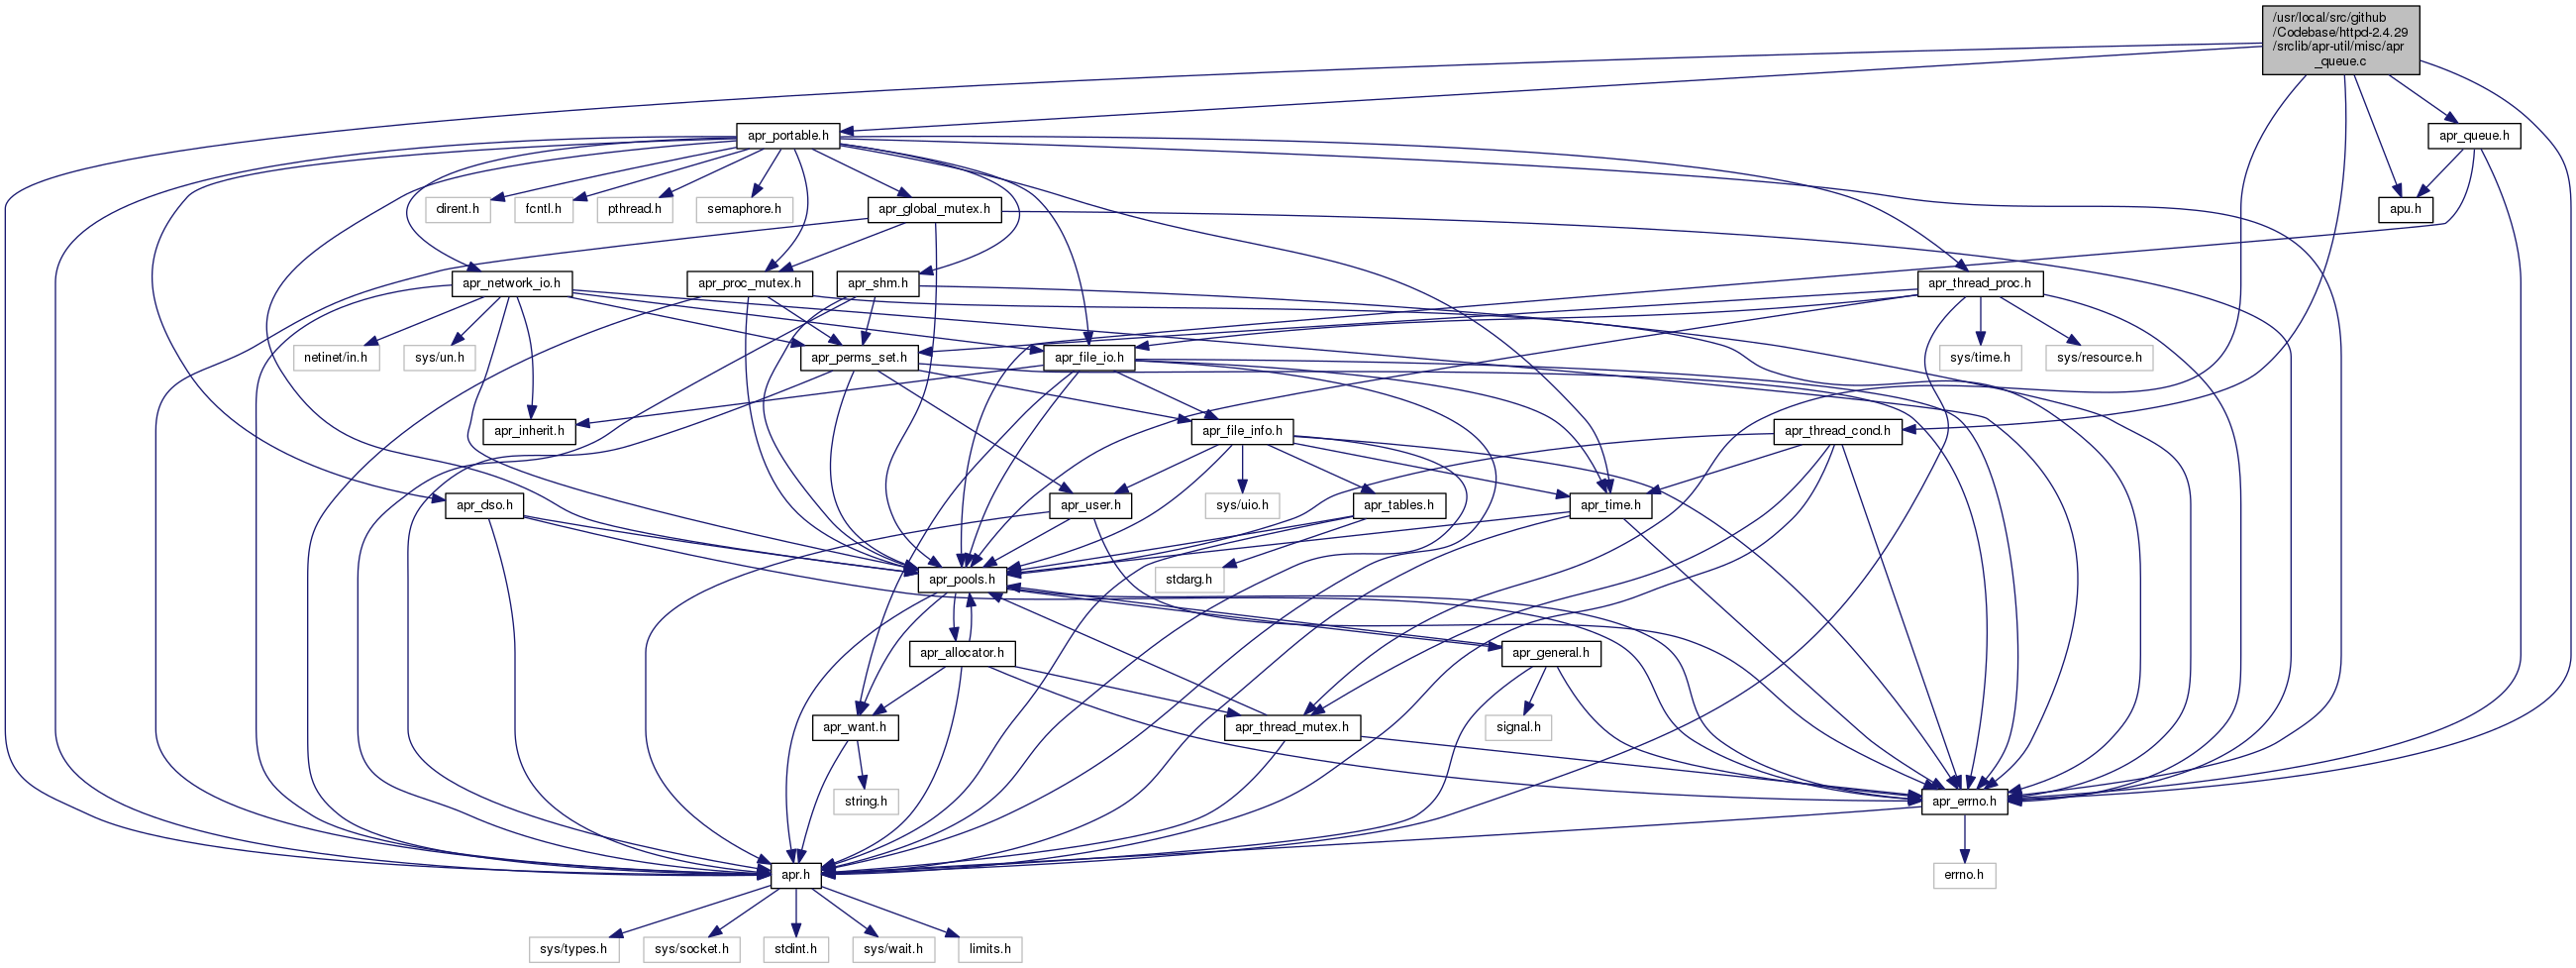 /usr/local/src/github
/Codebase/httpd-2.4.29
/srclib/apr-util/misc/apr
_queue.c
apr_portable.h
apr_queue.h
dirent.h
fcntl.h
pthread.h
semaphore.h
apr_global_mutex.h
apu.h
apr_network_io.h
apr_proc_mutex.h
apr_shm.h
apr_thread_proc.h
netinet/in.h
sys/un.h
apr_perms_set.h
apr_file_io.h
sys/time.h
sys/resource.h
apr_inherit.h
apr_file_info.h
apr_thread_cond.h
apr_dso.h
apr_user.h
sys/uio.h
apr_tables.h
apr_time.h
apr_pools.h
stdarg.h
apr_allocator.h
apr_general.h
apr_want.h
apr_thread_mutex.h
signal.h
string.h
apr_errno.h
apr.h
errno.h
sys/types.h
sys/socket.h
stdint.h
sys/wait.h
limits.h